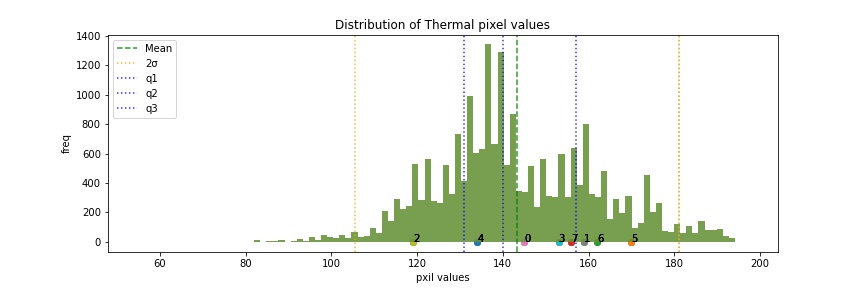 Distribution of Thermal pixel values
Mean
2σ
q1
q2
q3
freq
1400
1200
1000
800
600
400
200
0
2 4 0 3 7 1 6 5
60 80 100 120 140 160 180 200
pxil values